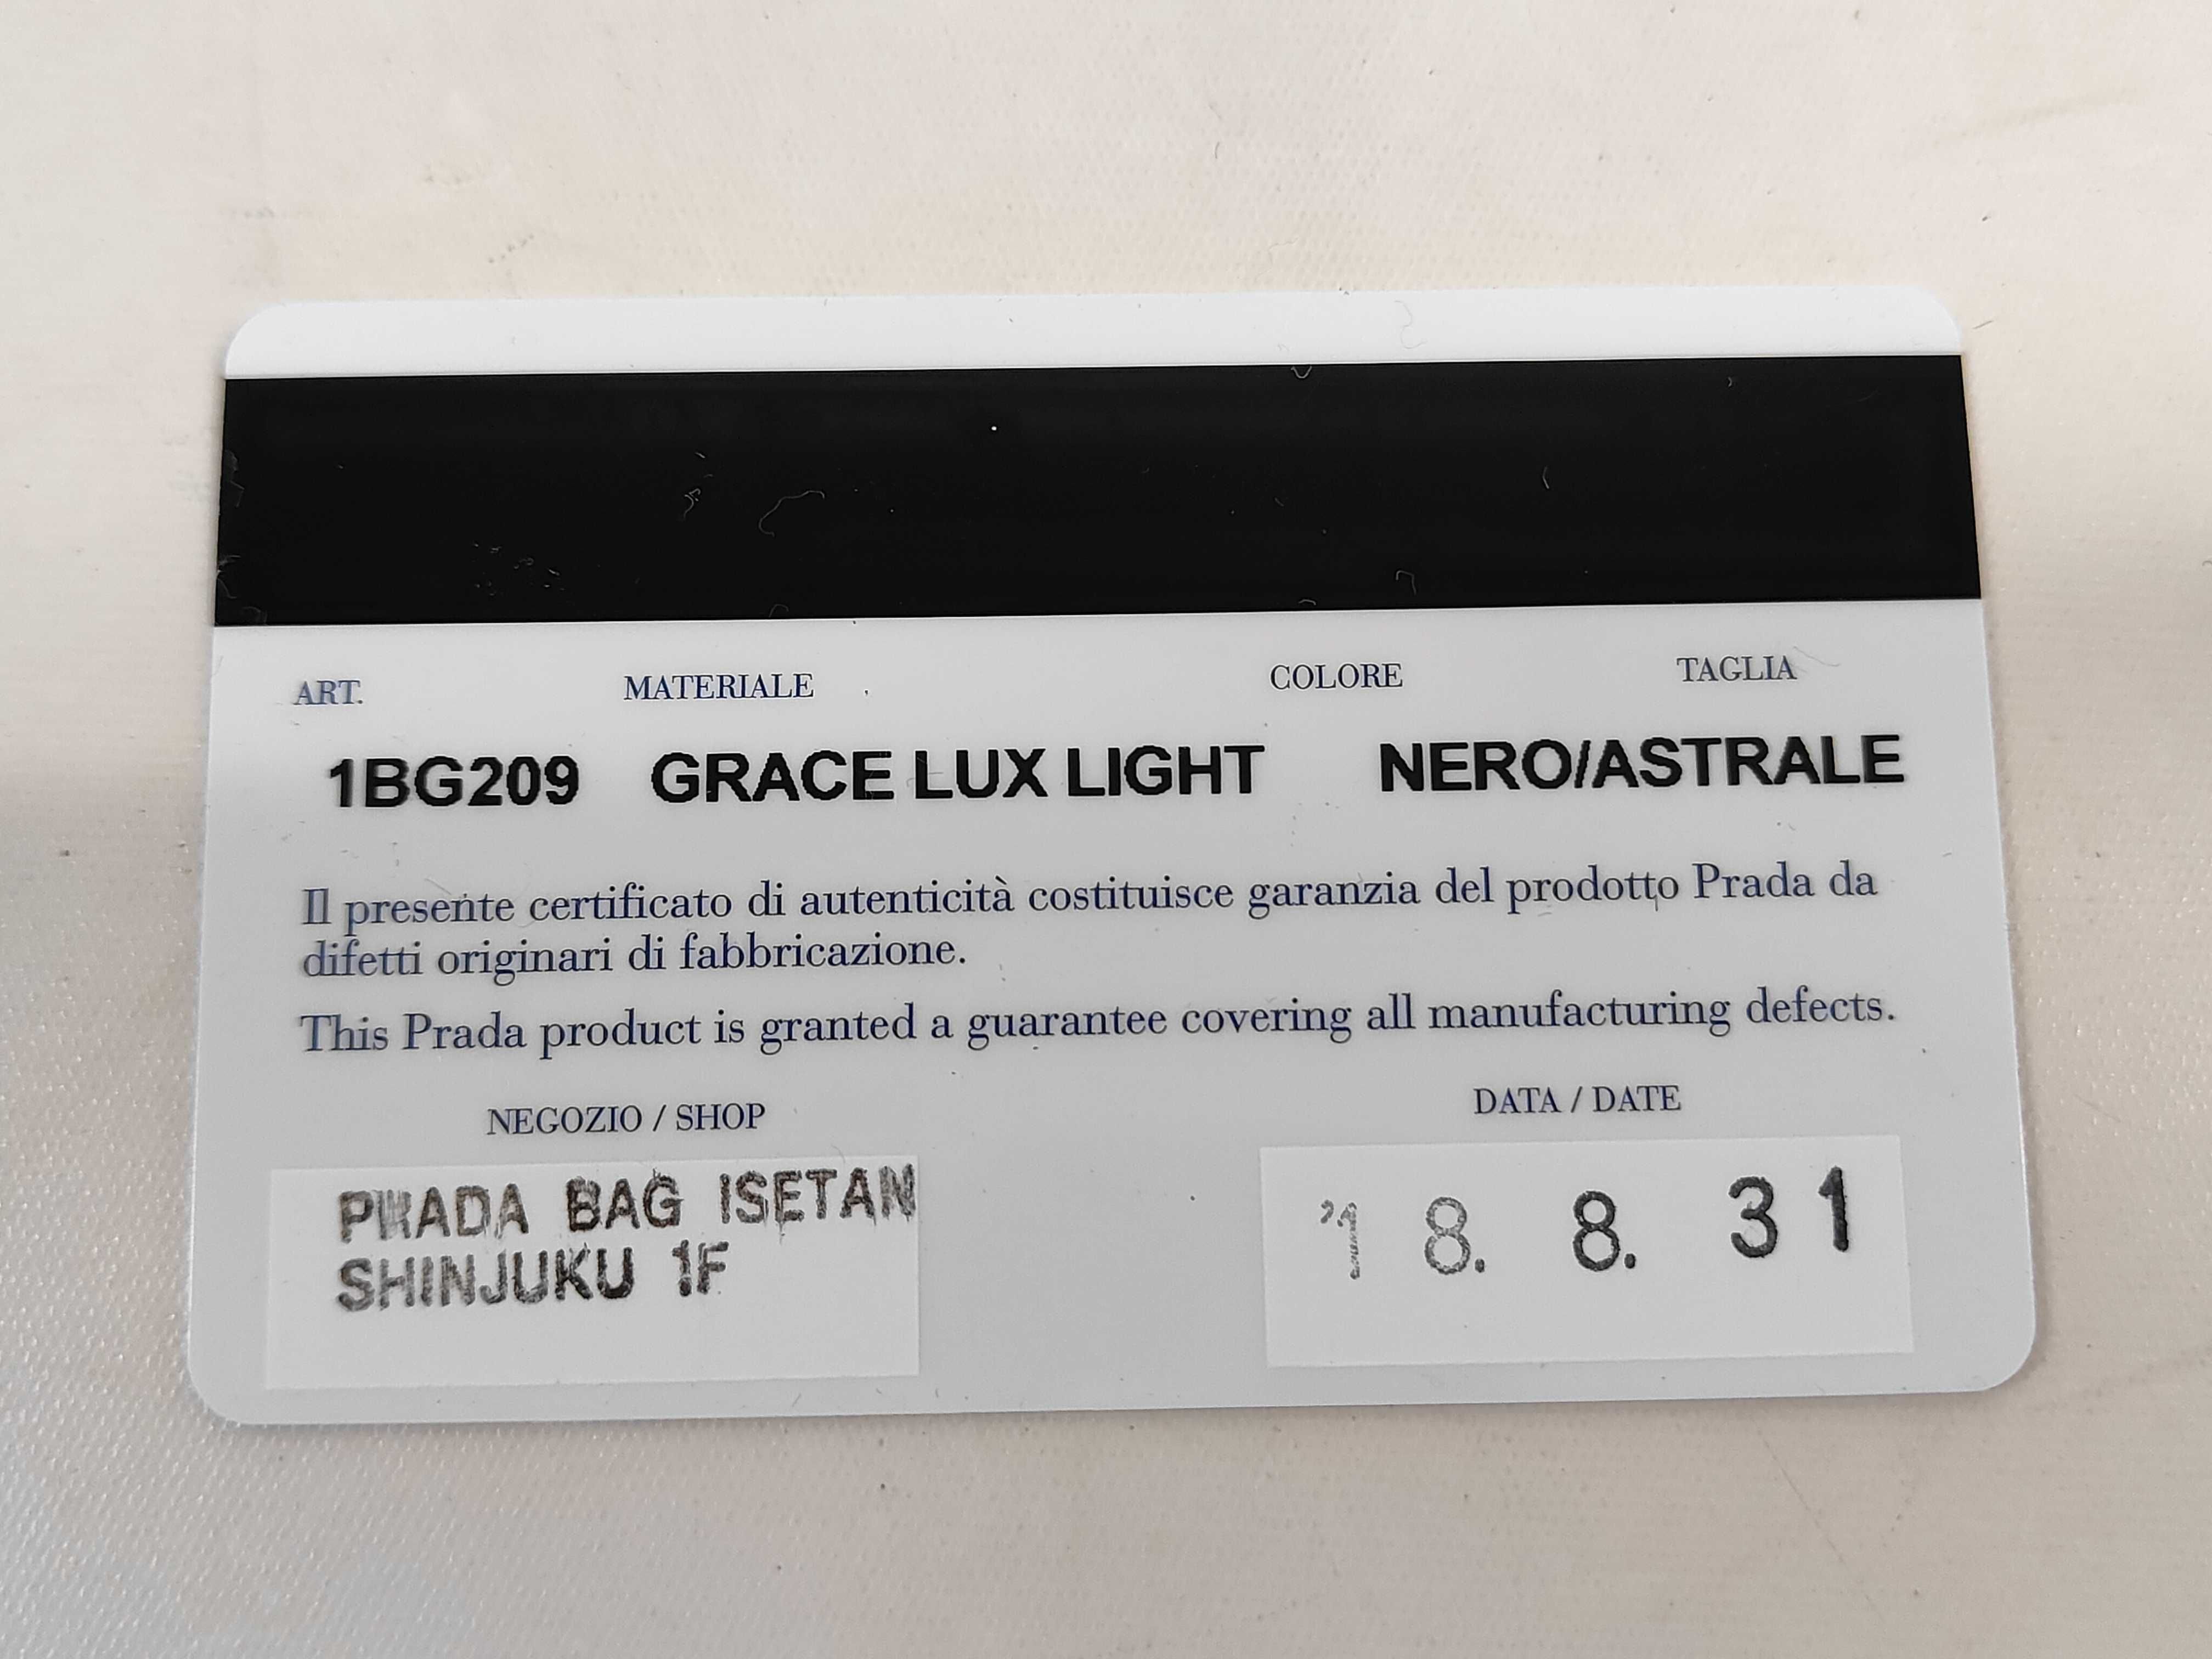 ART. MATERIALE COLORE TAGLIA
1BG209 GRACE LUX LIGHT NERO/ASTRALE
Il presente certificato di autenticità costituisce garanzia del prodotto Prada da
difetti originari di fabbricazione.
This Prada product is granted a guarantee covering all manufacturing defects.
NEGOZIO / SHOP DATA / DATE
PRADA BAG ISETAN
SHINJUKU 1F
'18. 8. 31